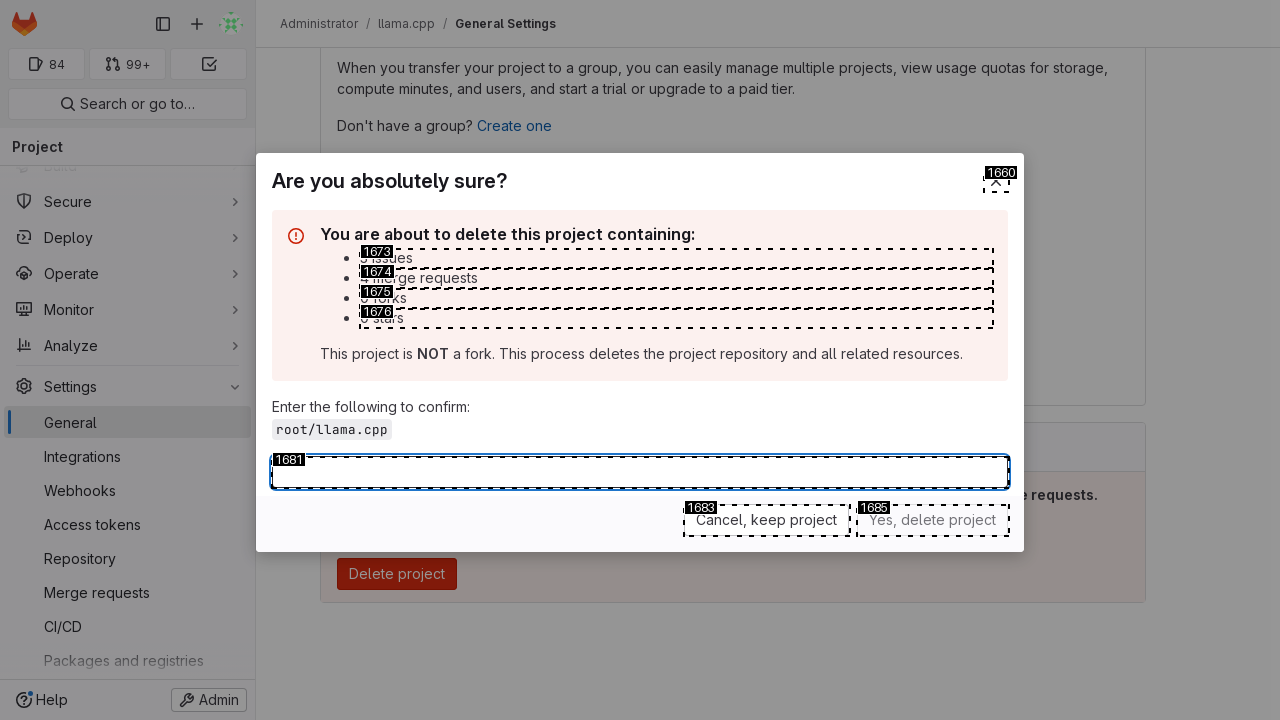 Administrator / llama.cpp / General Settings
84
99+
Search or go to…
Project
Build
Secure
Deploy
Operate
Monitor
Analyze
Settings
General
Integrations
Webhooks
Access tokens
Repository
Merge requests
CI/CD
Packages and registries
Help
Admin
When you transfer your project to a group, you can easily manage multiple projects, view usage quotas for storage,
compute minutes, and users, and start a trial or upgrade to a paid tier.
Don't have a group? Create one
Are you absolutely sure?
1660
You are about to delete this project containing:
1673
issues
1674
merge requests
1675
forks
1676
stars
This project is NOT a fork. This process deletes the project repository and all related resources.
Enter the following to confirm:
root/llama.cpp
1681
1683
Cancel, keep project
1685
Yes, delete project
requests.
Delete project